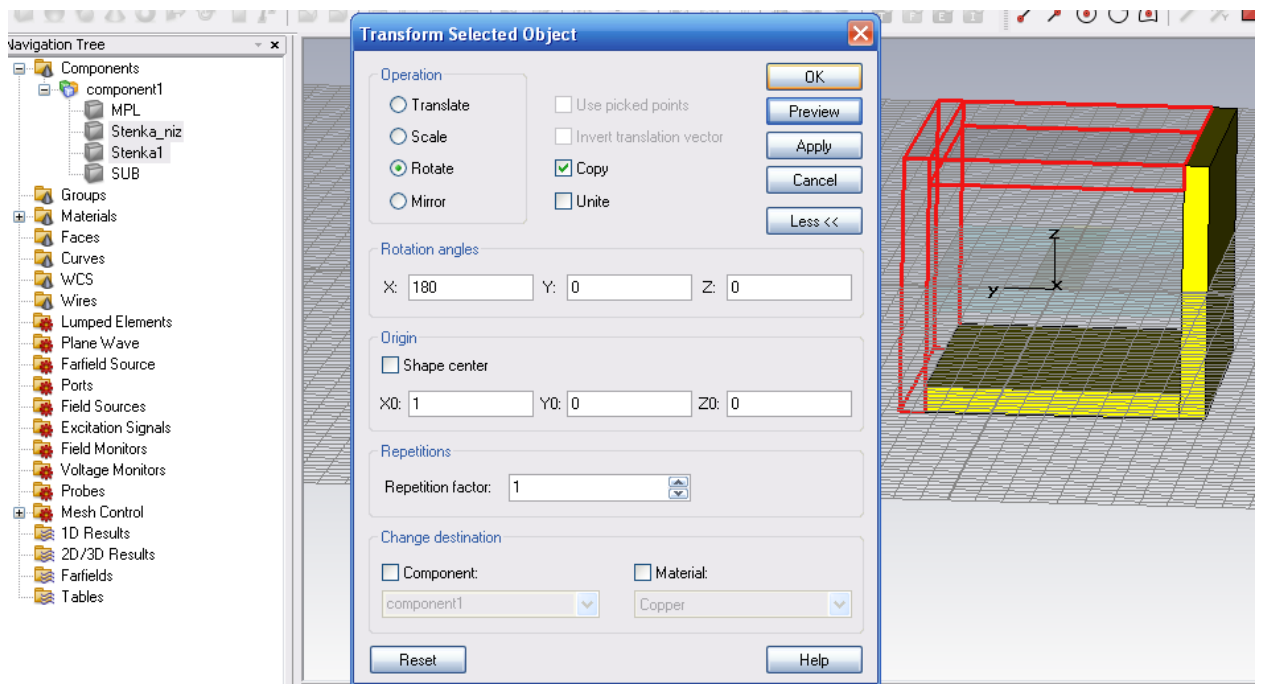 Transform Selected Object
Navigation Tree
Components
component1
MPL
Stenka_niz
Stenka1
SUB
Groups
Materials
Faces
Curves
WCS
Wires
Lumped Elements
Plane Wave
Farfield Source
Ports
Field Sources
Excitation Signals
Field Monitors
Voltage Monitors
Probes
Mesh Control
1D Results
2D/3D Results
Farfields
Tables
Operation
Translate
Scale
Rotate
Mirror
Use picked points
Invert translation vector
Copy
Unite
OK
Preview
Apply
Cancel
Less <<
Rotation angles
X: 180 Y: 0 Z: 0
Origin
Shape center
X0: 1 Y0: 0 Z0: 0
Repetitions
Repetition factor: 1
Change destination
Component: Material:
component1 Copper
Reset Help
z
y x